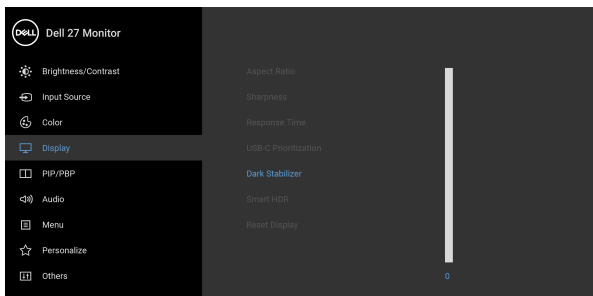 DELL
Dell 27 Monitor
Brightness/Contrast
Input Source
Color
Display
PIP/PBP
Audio
Menu
Personalize
Others
Aspect Ratio
Sharpness
Response Time
USB-C Prioritization
Dark Stabilizer
Smart HDR
Reset Display
0